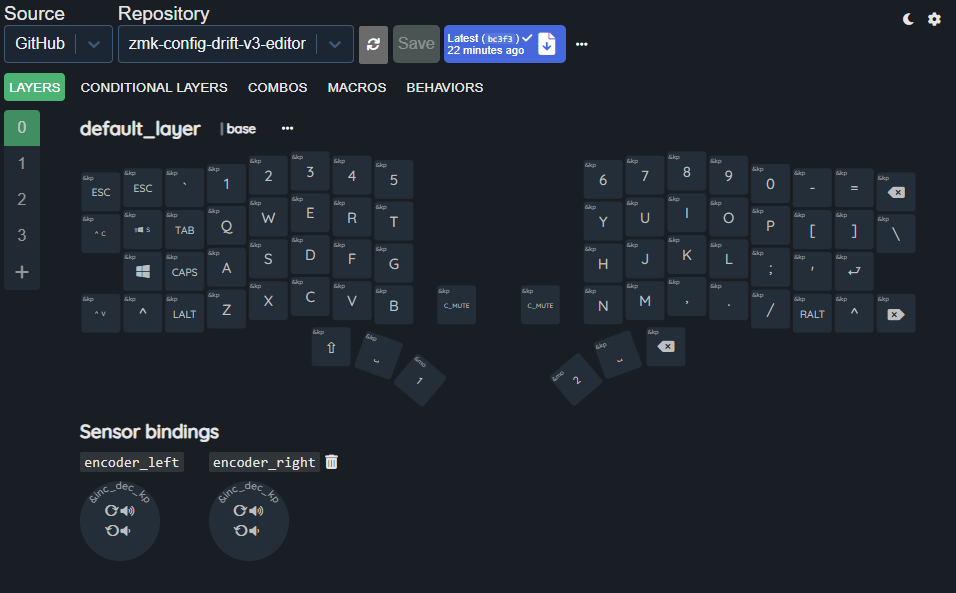 Source Repository
GitHub zmk-config-drift-v3-editor Save Latest (bc3f3) 22 minutes ago
LAYERS CONDITIONAL LAYERS COMBOS MACROS BEHAVIORS
0 default_layer | base
1
2
3
+
&kp ESC &kp ESC &kp ` &kp 1 &kp 2 &kp 3 &kp 4 &kp 5 &kp 6 &kp 7 &kp 8 &kp 9 &kp 0 &kp - &kp = &kp
&kp ^ C &kp S &kp TAB &kp Q &kp W &kp E &kp R &kp T &kp Y &kp U &kp I &kp O &kp P &kp [ &kp ] &kp \
&kp &kp CAPS &kp A &kp S &kp D &kp F &kp G &kp H &kp J &kp K &kp L &kp ; &kp ' &kp
&kp ^ V &kp ^ &kp LALT &kp Z &kp X &kp C &kp V &kp B &kp C_MUTE &kp C_MUTE &kp N &kp M &kp , &kp . &kp / &kp RALT &kp ^ &kp
&kp ⇧ &kp ␣ &mo 1 &mo 2 &kp ␣ &kp
Sensor bindings
encoder_left encoder_right
&inc_dec_kp &inc_dec_kp